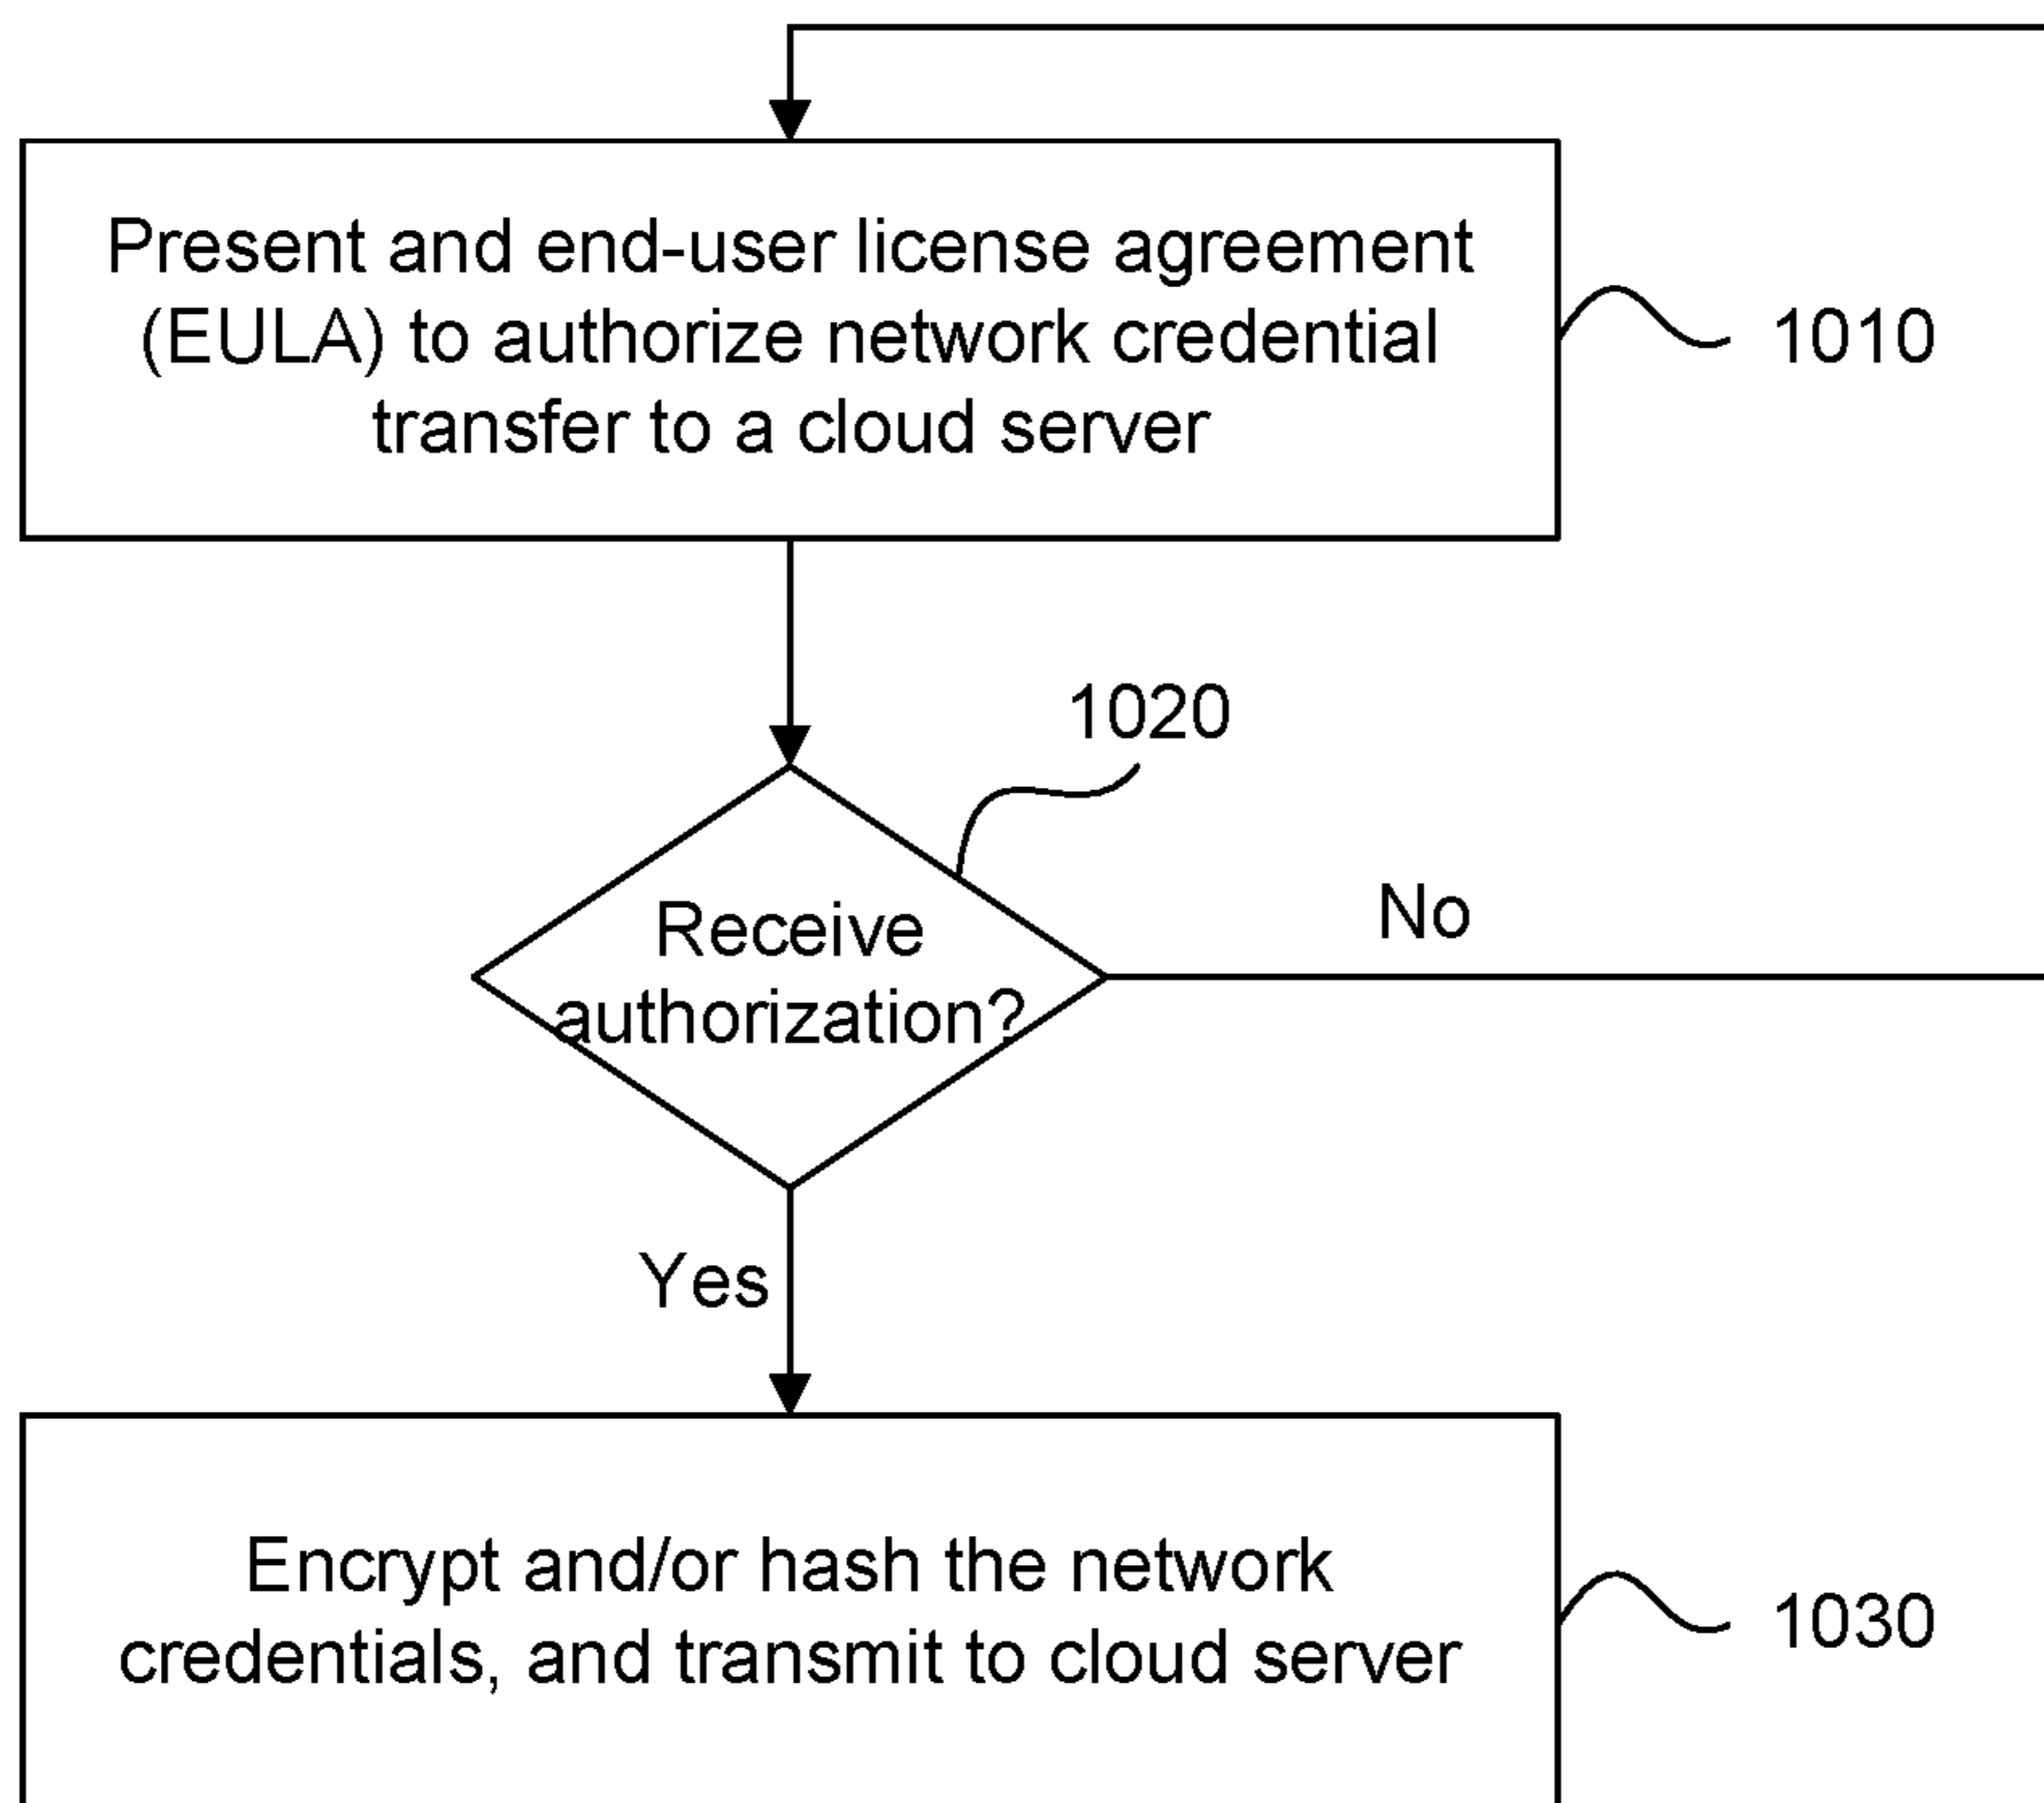 Present and end-user license agreement
(EULA) to authorize network credential
transfer to a cloud server
1010
1020
Receive
authorization?
No
Yes
Encrypt and/or hash the network
credentials, and transmit to cloud server
1030